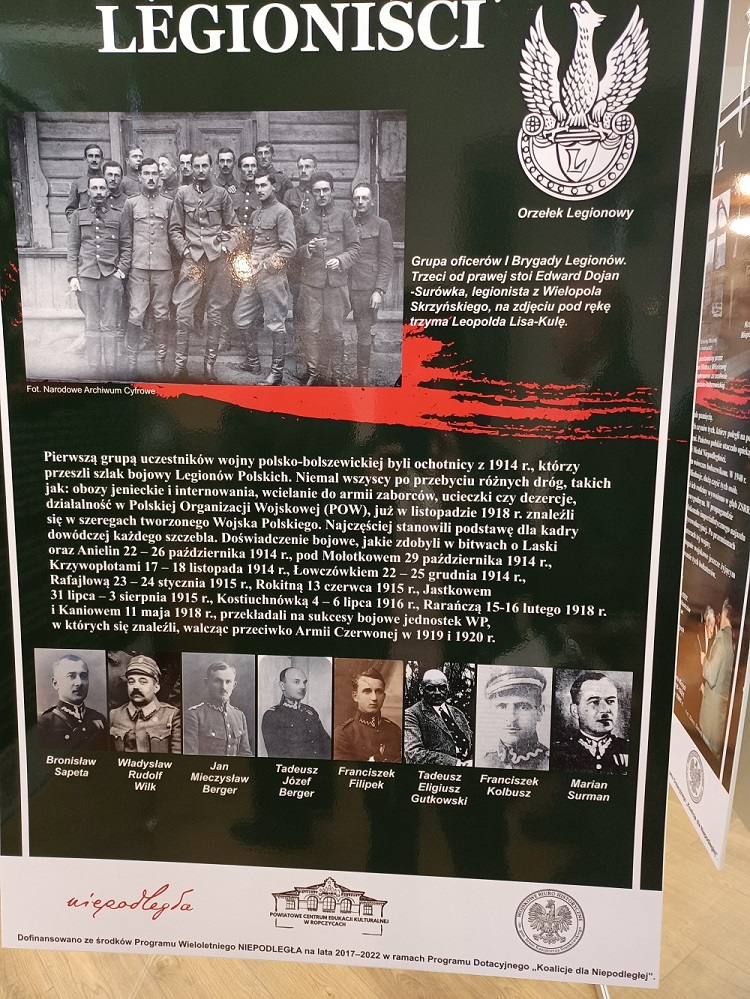 LEGIONIŚCI
L
Orzełek Legionowy
Grupa oficerów I Brygady Legionów.
Trzeci od prawej stoi Edward Dojan
-Surówka, legionista z Wielopola
Skrzyńskiego, na zdjęciu pod rękę
trzyma Leopolda Lisa-Kulę.
Fot. Narodowe Archiwum Cyfrowe
Pierwszą grupą uczestników wojny polsko-bolszewickiej byli ochotnicy z 1914 r., którzy
przeszli szlak bojowy Legionów Polskich. Niemal wszyscy po przebyciu różnych dróg, takich
jak: obozy jenieckie i internowania, wcielanie do armii zaborców, ucieczki czy dezercje,
działalność w Polskiej Organizacji Wojskowej (POW), już w listopadzie 1918 r. znaleźli
się w szeregach tworzonego Wojska Polskiego. Najczęściej stanowili podstawę dla kadry
dowódczej każdego szczebla. Doświadczenie bojowe, jakie zdobyli w bitwach o Laski
oraz Anielin 22 – 26 października 1914 r., pod Mołotkowem 29 października 1914 r.,
Krzywopłotami 17 – 18 listopada 1914 r., Łowczówkiem 22 – 25 grudnia 1914 r.,
Rafajłową 23 – 24 stycznia 1915 r., Rokitną 13 czerwca 1915 r., Jastkowem
31 lipca – 3 sierpnia 1915 r., Kostiuchnówką 4 – 6 lipca 1916 r., Rarańczą 15-16 lutego 1918 r.
i Kaniowem 11 maja 1918 r., przekładali na sukcesy bojowe jednostek WP,
w których się znaleźli, walcząc przeciwko Armii Czerwonej w 1919 i 1920 r.
Bronisław
Sapeta
Władysław
Rudolf
Wilk
Jan
Mieczysław
Berger
Tadeusz
Józef
Berger
Franciszek
Filipek
Tadeusz
Eligiusz
Gutkowski
Franciszek
Kolbusz
Marian
Surman
niepodległa
POWIATOWE CENTRUM EDUKACJI KULTURALNEJ
W ROPCZYCACH
WOJSKOWE BIURO HISTORYCZNE
Dofinansowano ze środków Programu Wieloletniego NIEPODLEGŁA na lata 2017–2022 w ramach Programu Dotacyjnego „Koalicje dla Niepodległej”.